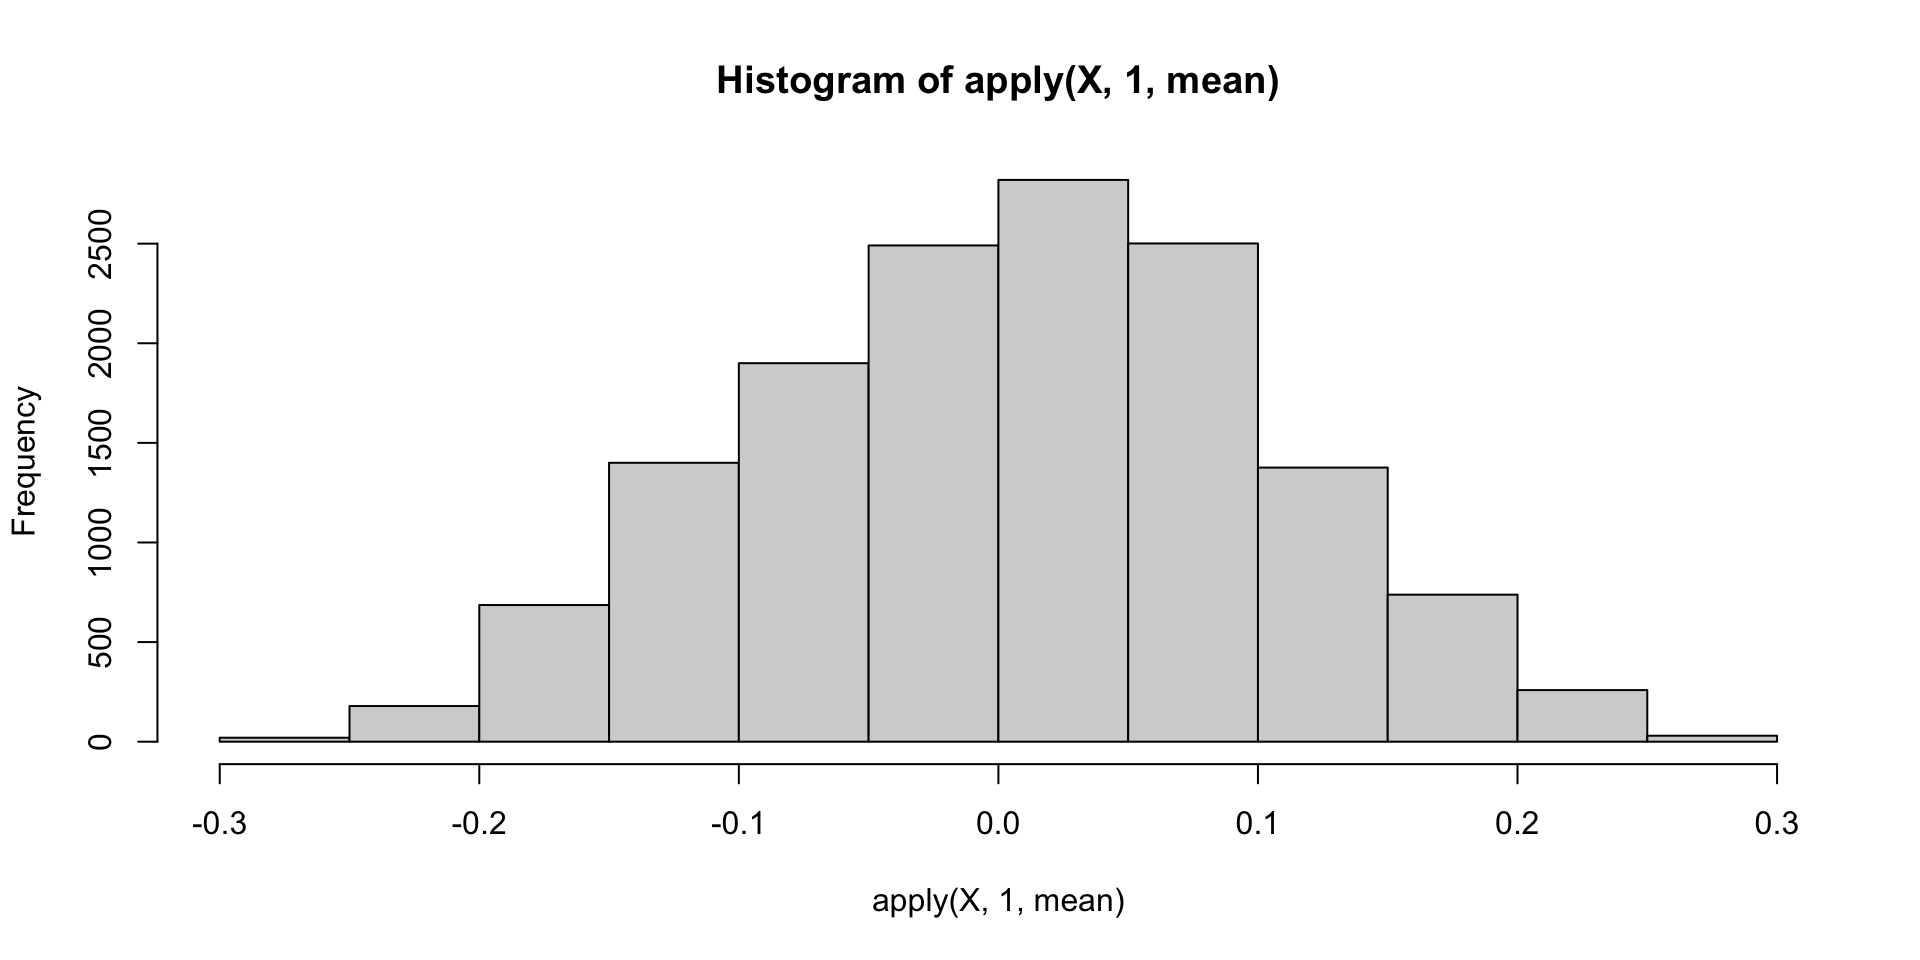 Histogram of apply(X, 1, mean)
Frequency
2500
2000
1500
1000
500
0
-0.3 -0.2 -0.1 0.0 0.1 0.2 0.3
apply(X, 1, mean)